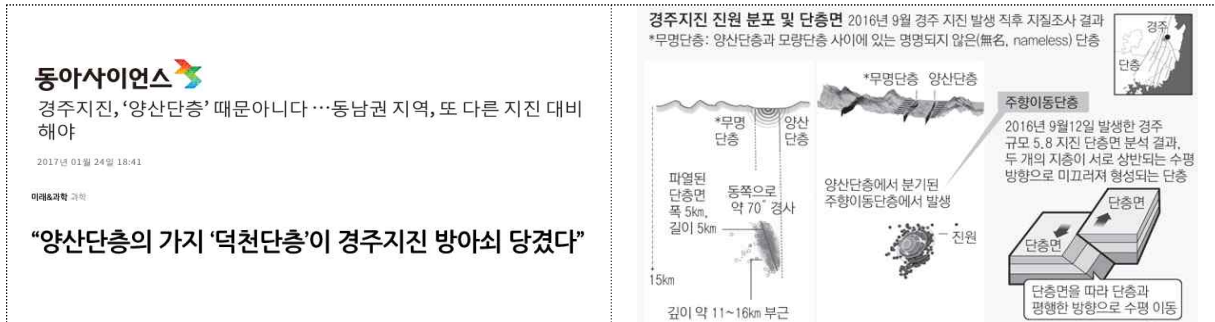 동아사이언스
경주지진, ‘양산단층’ 때문아니다 …동남권 지역, 또 다른 지진 대비
해야
2017년 01월 24일 18:41
미래&과학 과학
“양산단층의 가지 ‘덕천단층’이 경주지진 방아쇠 당겼다”
경주지진 진원 분포 및 단층면 2016년 9월 경주 지진 발생 직후 지질조사 결과
*무명단층: 양산단층과 모량단층 사이에 있는 명명되지 않은(無名, nameless) 단층
경주
단층
*무명
단층
양산
단층
파열된
단층면
폭 5km,
길이 5km
동쪽으로
약 70° 경사
15km
깊이 약 11~16km 부근
*무명단층 양산단층
양산단층에서 분기된
주향이동단층에서 발생
진원
주향이동단층
2016년 9월12일 발생한 경주
규모 5.8 지진 단층면 분석 결과,
두 개의 지층이 서로 상반되는 수평
방향으로 미끄러져 형성되는 단층
단층면
단층면
단층면을 따라 단층과
평행한 방향으로 수평 이동